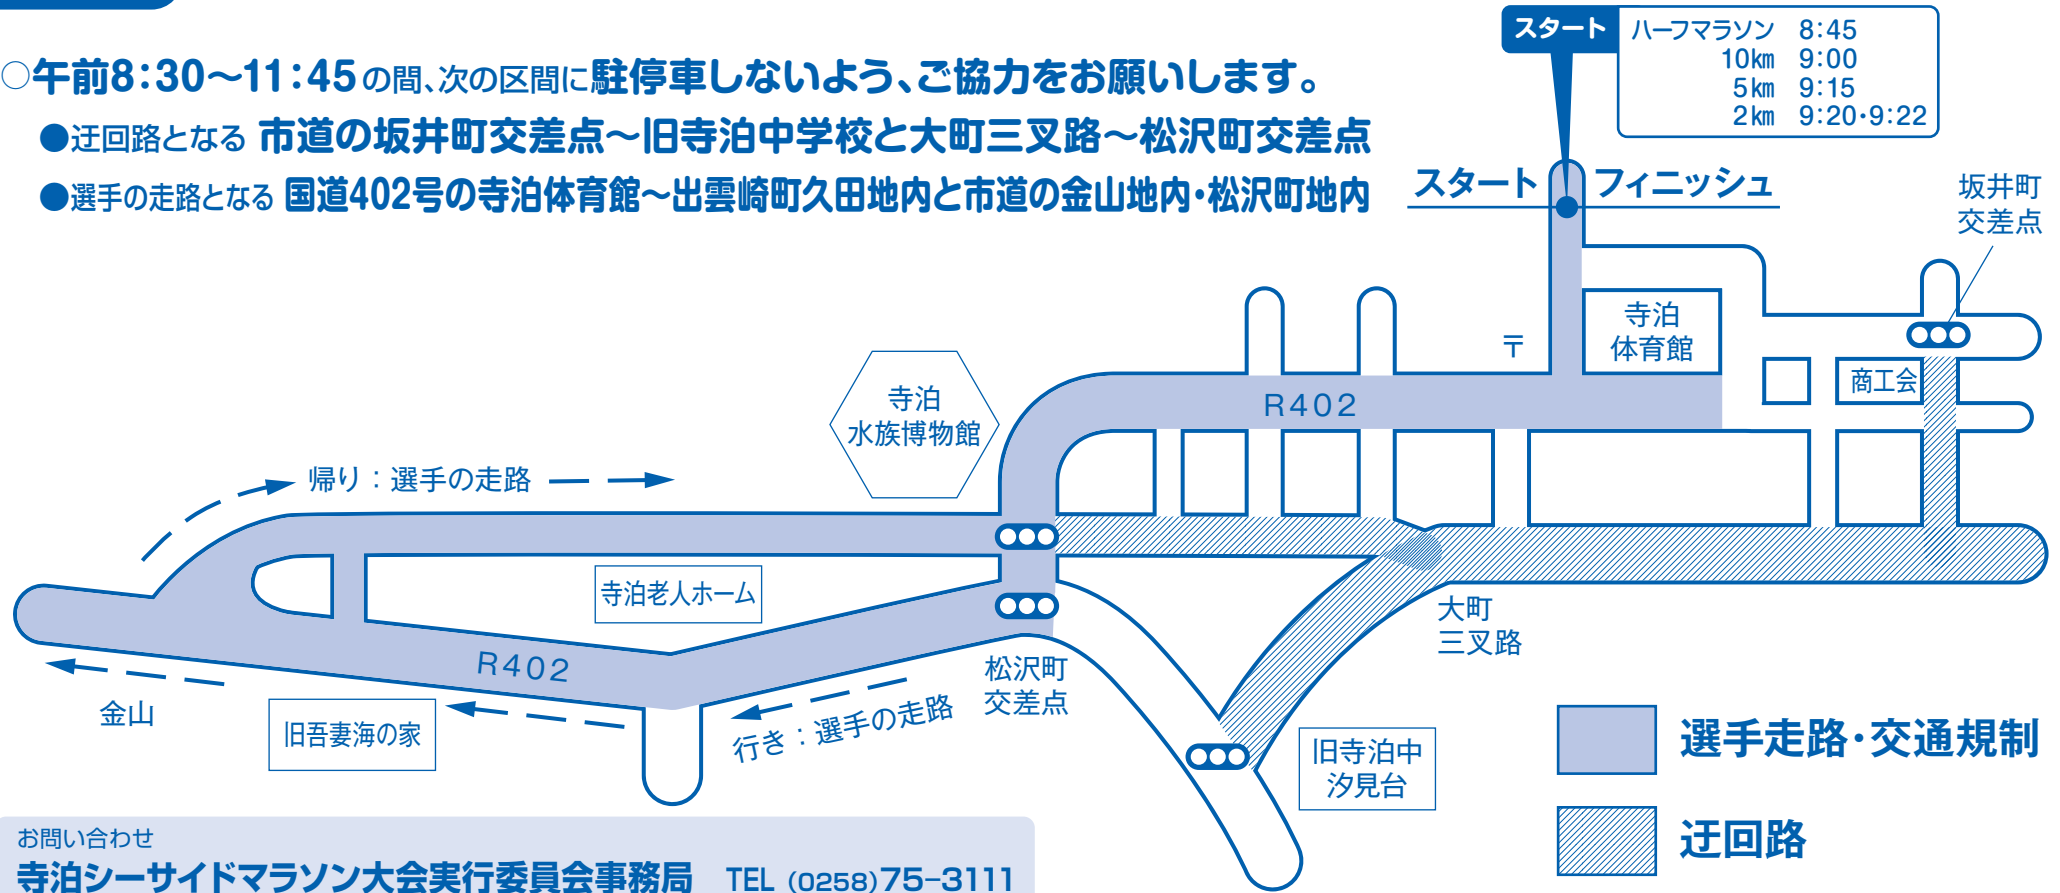 ○午前8:30～11:45の間、次の区間に駐停車しないよう、ご協力をお願いします。
●迂回路となる 市道の坂井町交差点～旧寺泊中学校と大町三叉路～松沢町交差点
●選手の走路となる 国道402号の寺泊体育館～出雲崎町久田地内と市道の金山地内・松沢町地内
スタート
ハーフマラソン 8:45
10km 9:00
5km 9:15
2km 9:20・9:22
スタート フィニッシュ
坂井町
交差点
寺泊
体育館
〒
商工会
R402
寺泊
水族博物館
帰り：選手の走路
寺泊老人ホーム
大町
三叉路
R402
松沢町
交差点
金山
旧吾妻海の家
行き：選手の走路
旧寺泊中
汐見台
選手走路・交通規制
迂回路
お問い合わせ
寺泊シーサイドマラソン大会実行委員会事務局 TEL (0258)75-3111